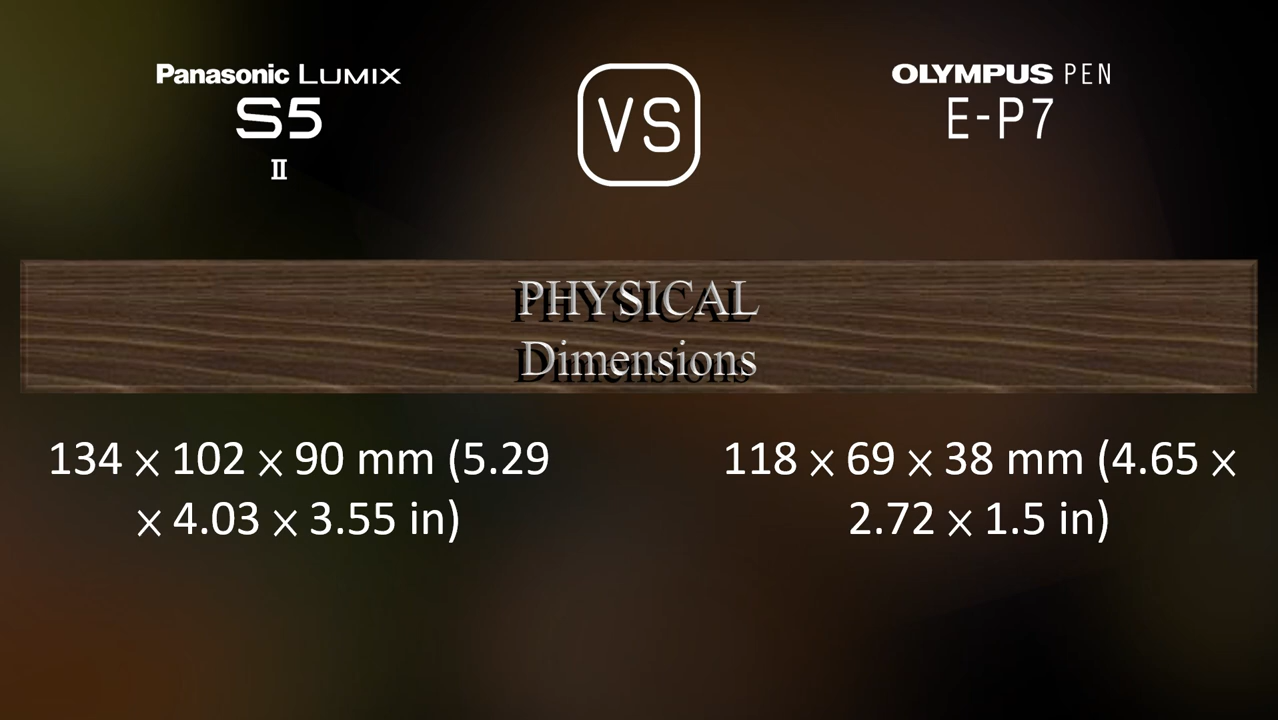 Panasonic LUMIX
S5
II
VS
OLYMPUS PEN
E-P7
PHYSICAL
Dimensions
134 x 102 x 90 mm (5.29
x 4.03 x 3.55 in)
118 x 69 x 38 mm (4.65 x
2.72 x 1.5 in)